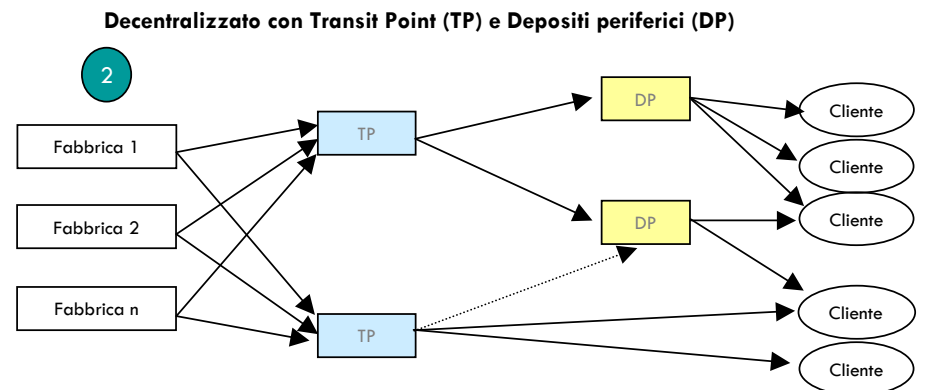 Decentralizzato con Transit Point (TP) e Depositi periferici (DP)
2
Fabbrica 1
Fabbrica 2
Fabbrica n
TP
TP
DP
DP
Cliente
Cliente
Cliente
Cliente
Cliente